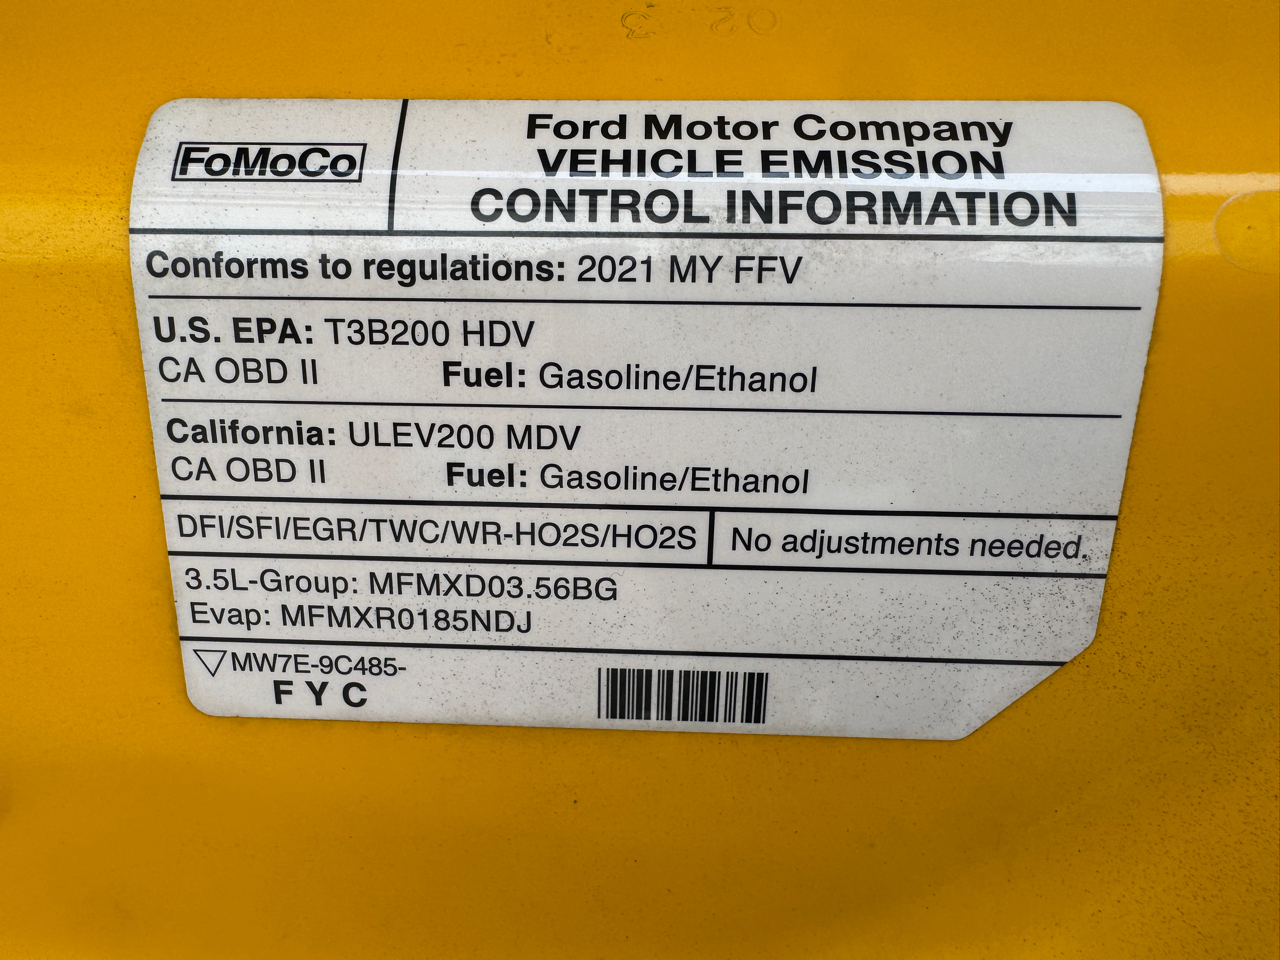 FoMoCo
Ford Motor Company
VEHICLE EMISSION
CONTROL INFORMATION
Conforms to regulations: 2021 MY FFV
U.S. EPA: T3B200 HDV
CA OBD II Fuel: Gasoline/Ethanol
California: ULEV200 MDV
CA OBD II Fuel: Gasoline/Ethanol
DFI/SFI/EGR/TWC/WR-HO2S/HO2S No adjustments needed.
3.5L-Group: MFMXD03.56BG
Evap: MFMXR0185NDJ
MW7E-9C485-
F Y C